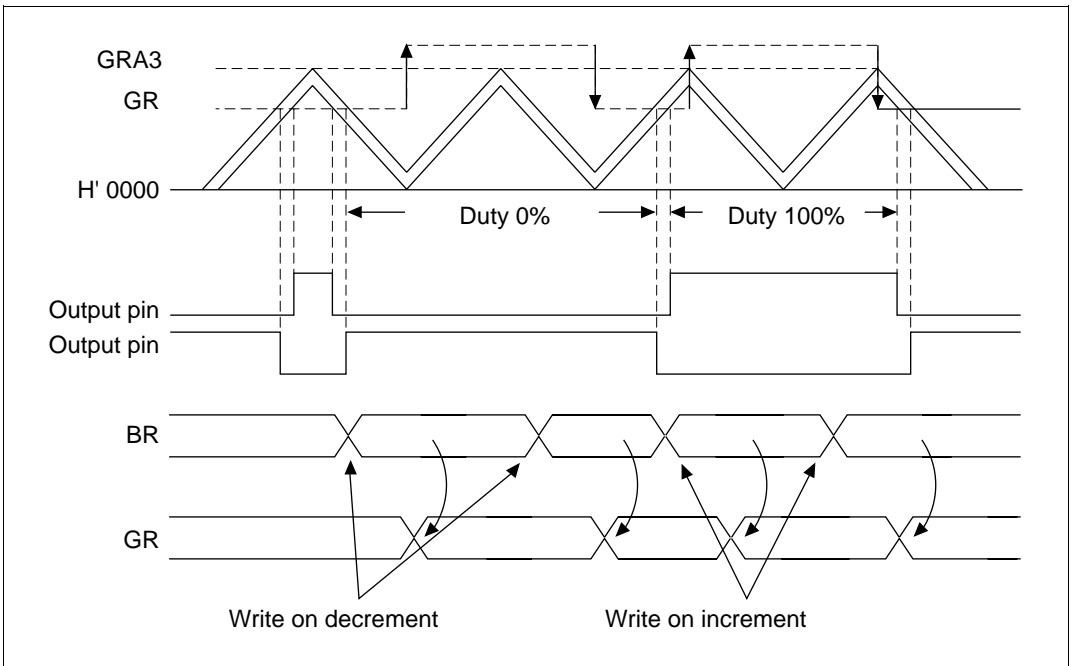 GRA3
GR
H' 0000
Duty 0%
Duty 100%
Output pin
Output pin
BR
GR
Write on decrement
Write on increment